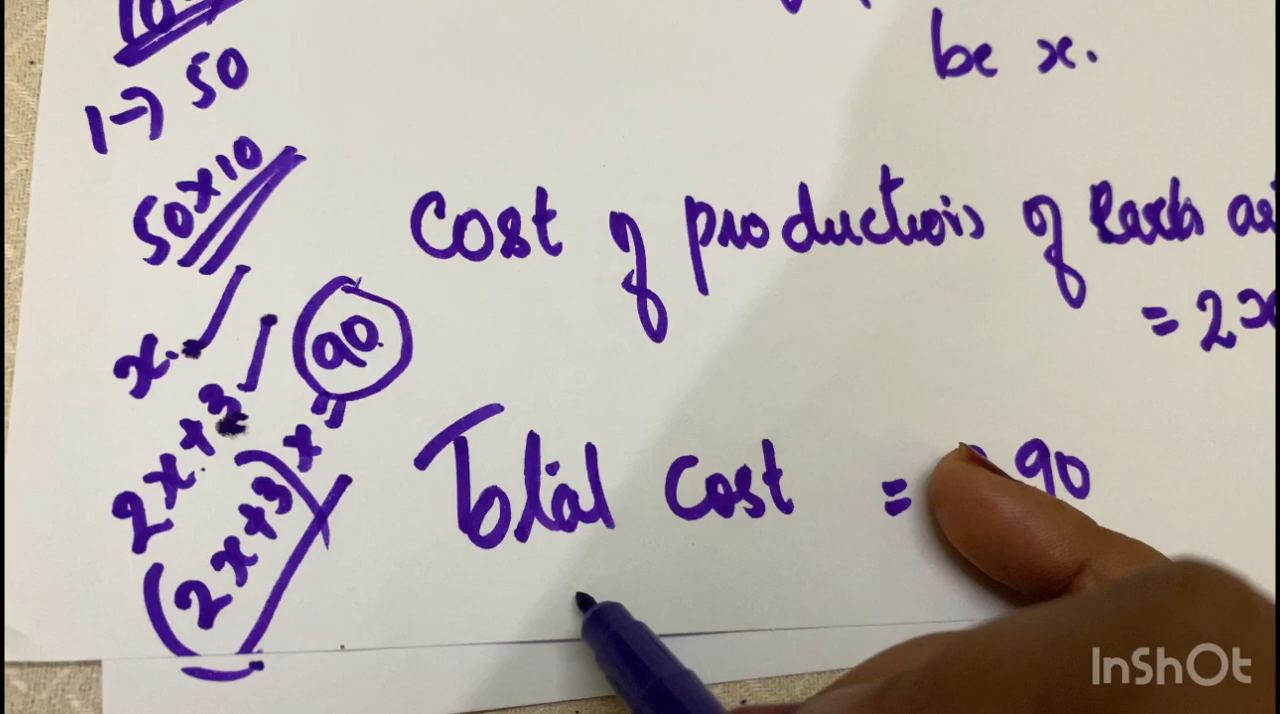 be x.
1→ 50
50×10
Cost of production of each
= 2x
x.
2x+3
(2x+3) x = 90
Total Cost = 90
InShOt